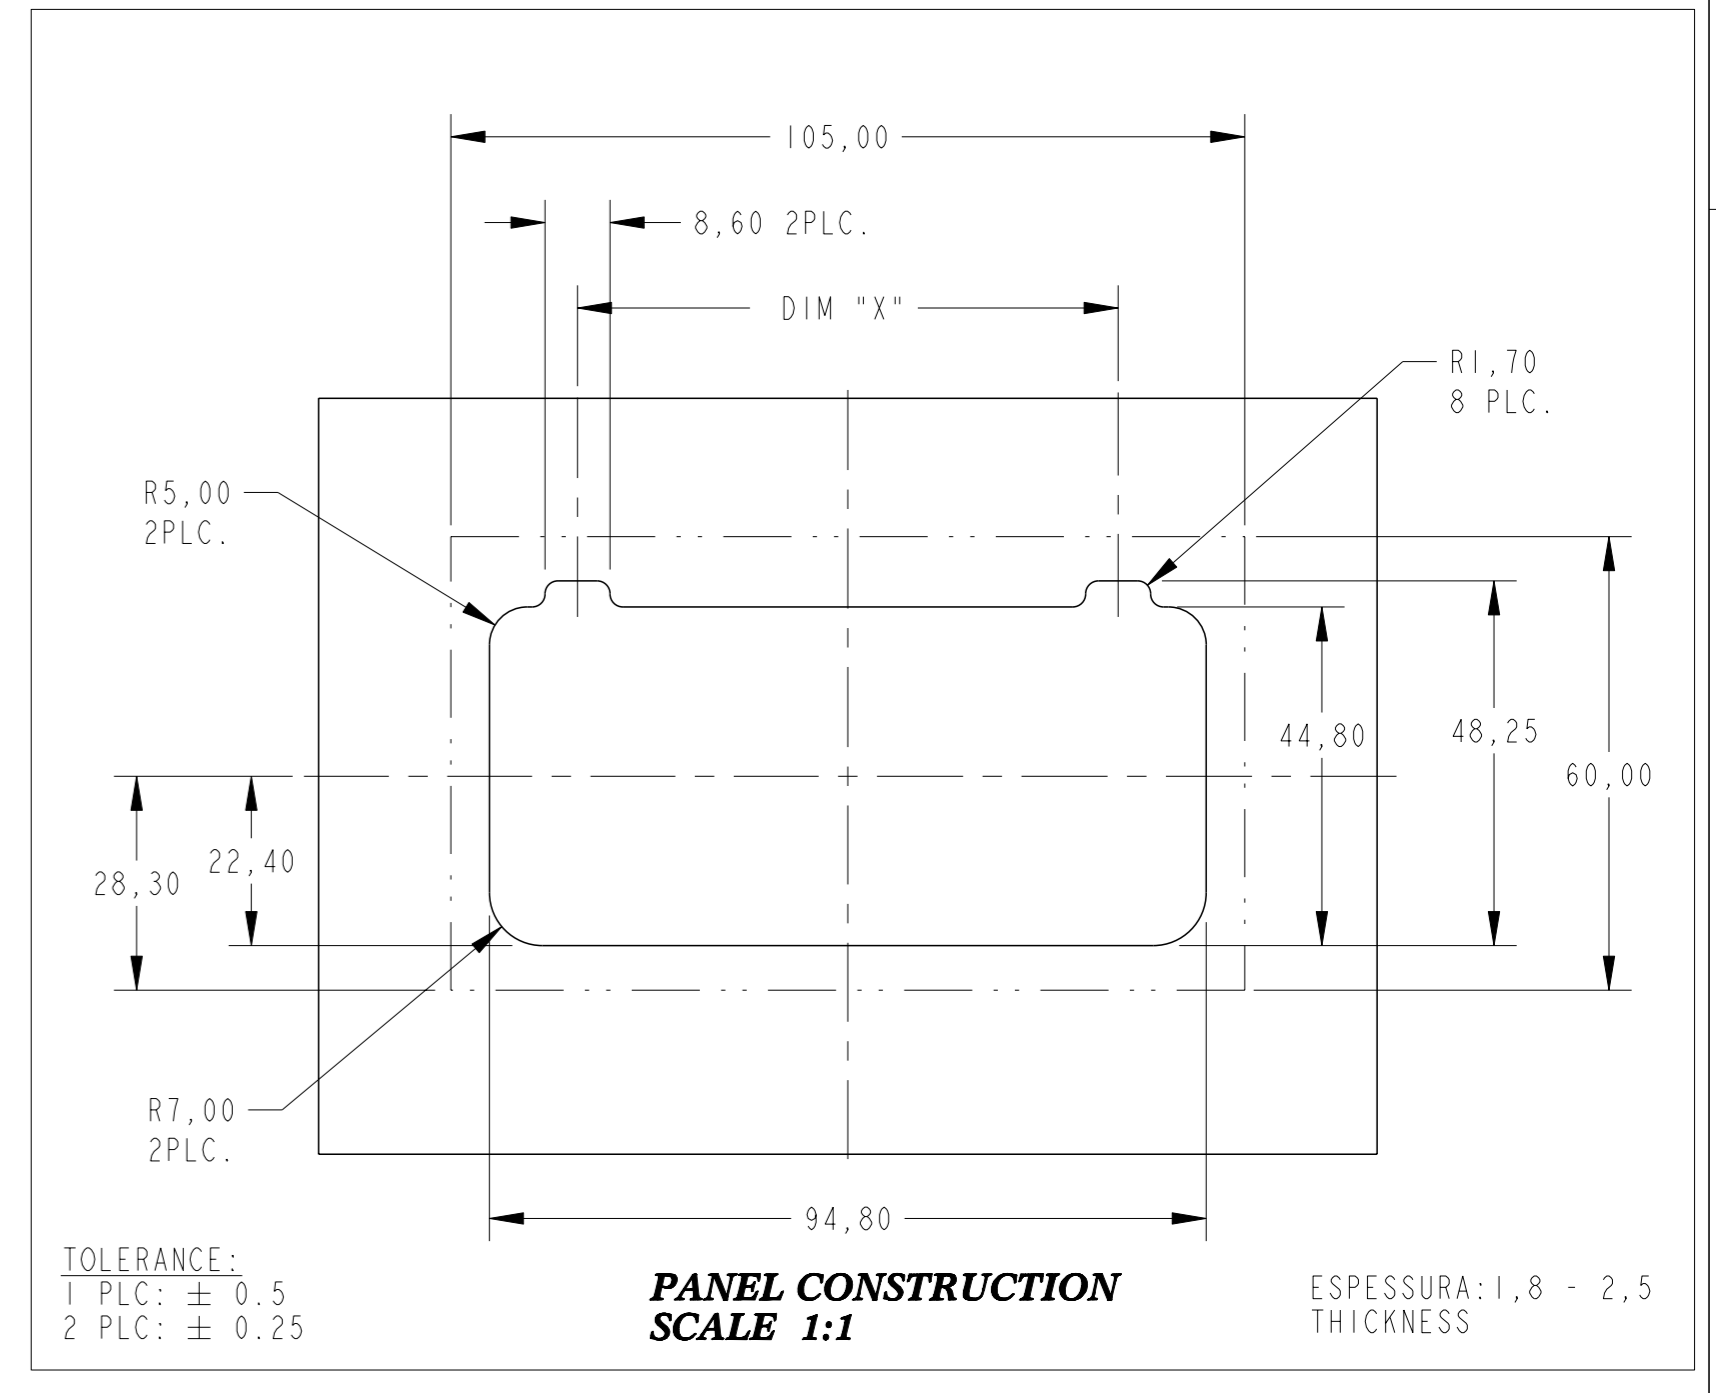 105,00
8,60 2PLC.
DIM "X"
R1,70
8 PLC.
R5,00
2PLC.
44,80
48,25
60,00
22,40
28,30
R7,00
2PLC.
94,80
TOLERANCE:
1 PLC: ± 0.5
2 PLC: ± 0.25
PANEL CONSTRUCTION
SCALE 1:1
ESPESSURA:1,8 - 2,5
THICKNESS